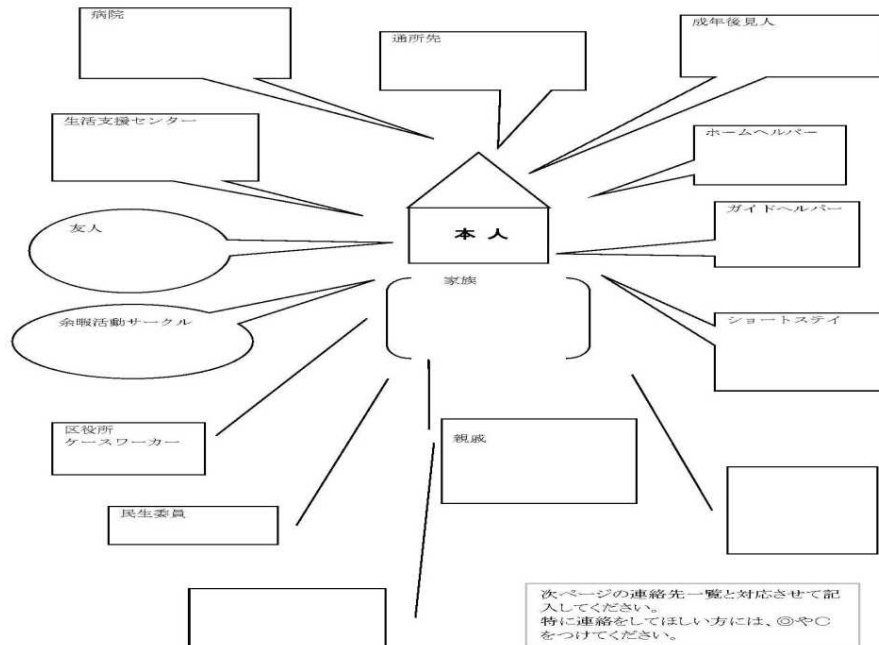 病院
通所先
成年後見人
生活支援センター
ホームヘルパー
友人
本人
ガイドヘルパー
家族
余暇活動サークル
ショートステイ
区役所
ケースワーカー
親戚
民生委員
次ページの連絡先一覧と対応させて記
入してください。
特に連絡をしてほしい方には、◎や○
をつけてください。